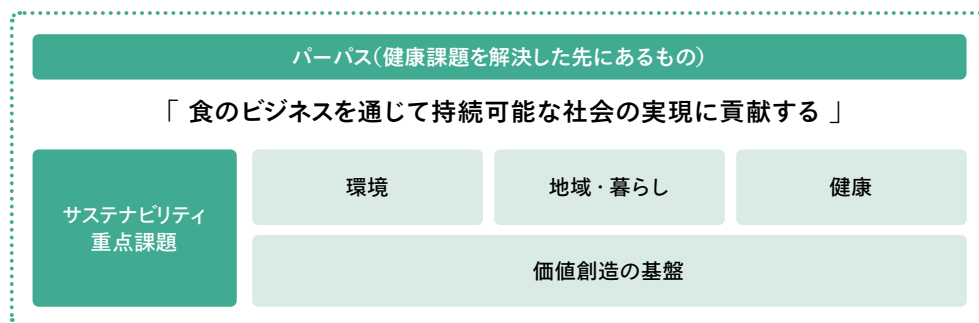 パーパス（健康課題を解決した先にあるもの）
「 食のビジネスを通じて持続可能な社会の実現に貢献する 」
サステナビリティ
重点課題
環境
地域・暮らし
健康
価値創造の基盤